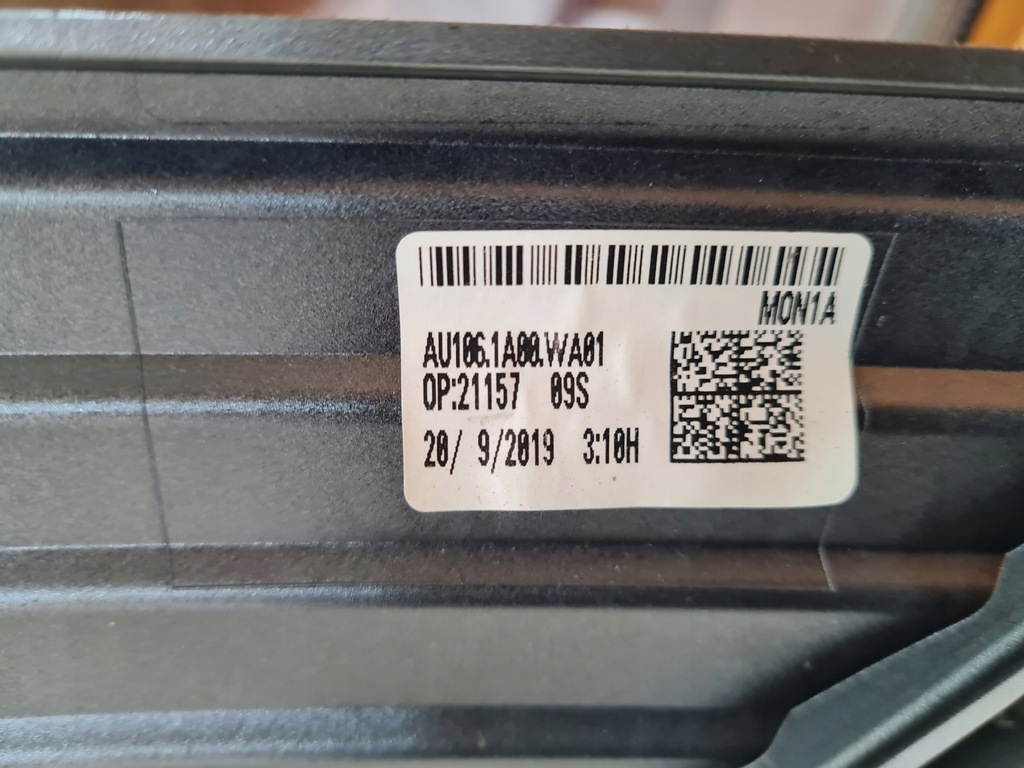 MON1A
AU106.1A00.WA01
OP:21157 09S
20/ 9/2019 3:10H